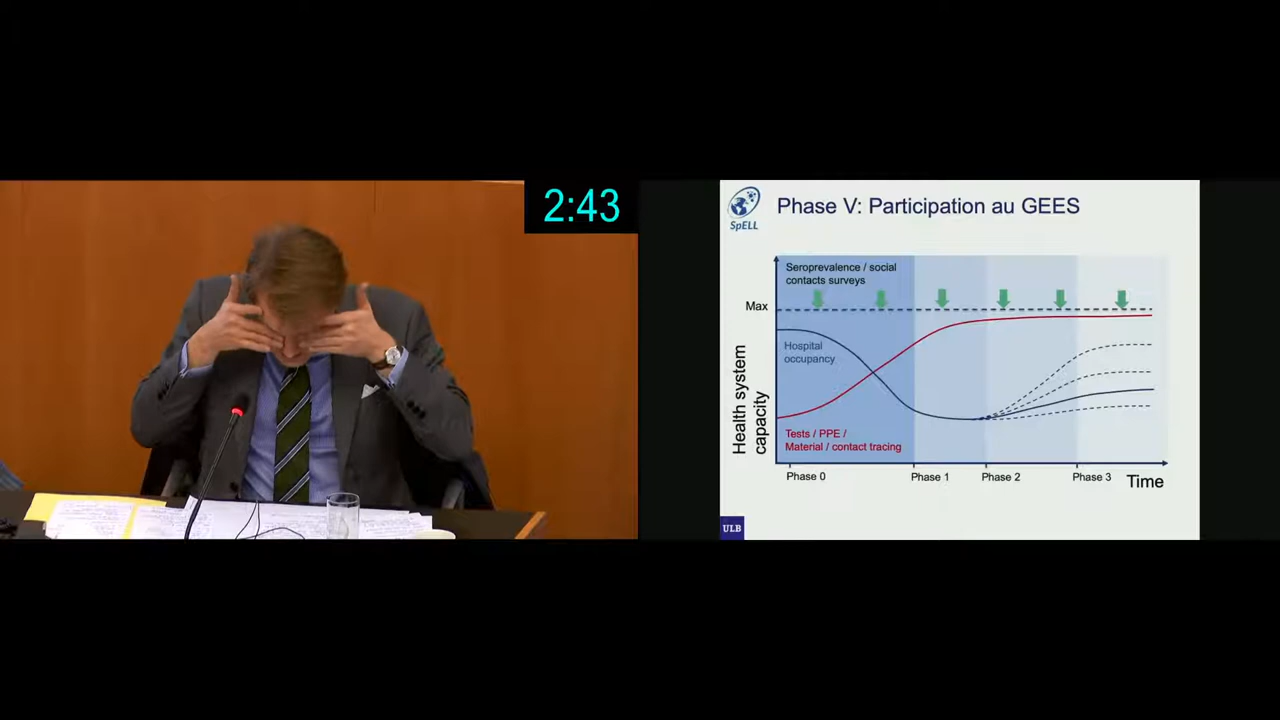 2:43
SpELL
Phase V: Participation au GEES
Seroprevalence / social
contacts surveys
Max
Hospital
occupancy
Health system
capacity
Tests / PPE /
Material / contact tracing
Phase 0
Phase 1
Phase 2
Phase 3
Time
ULB